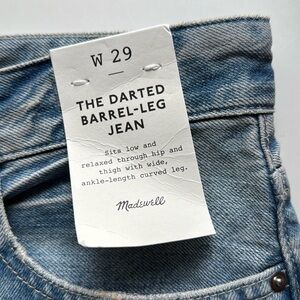 W 29
THE DARTED
BARREL-LEG
JEAN
Sits low and
relaxed through hip and
thigh with wide,
ankle-length curved leg.
Madewell